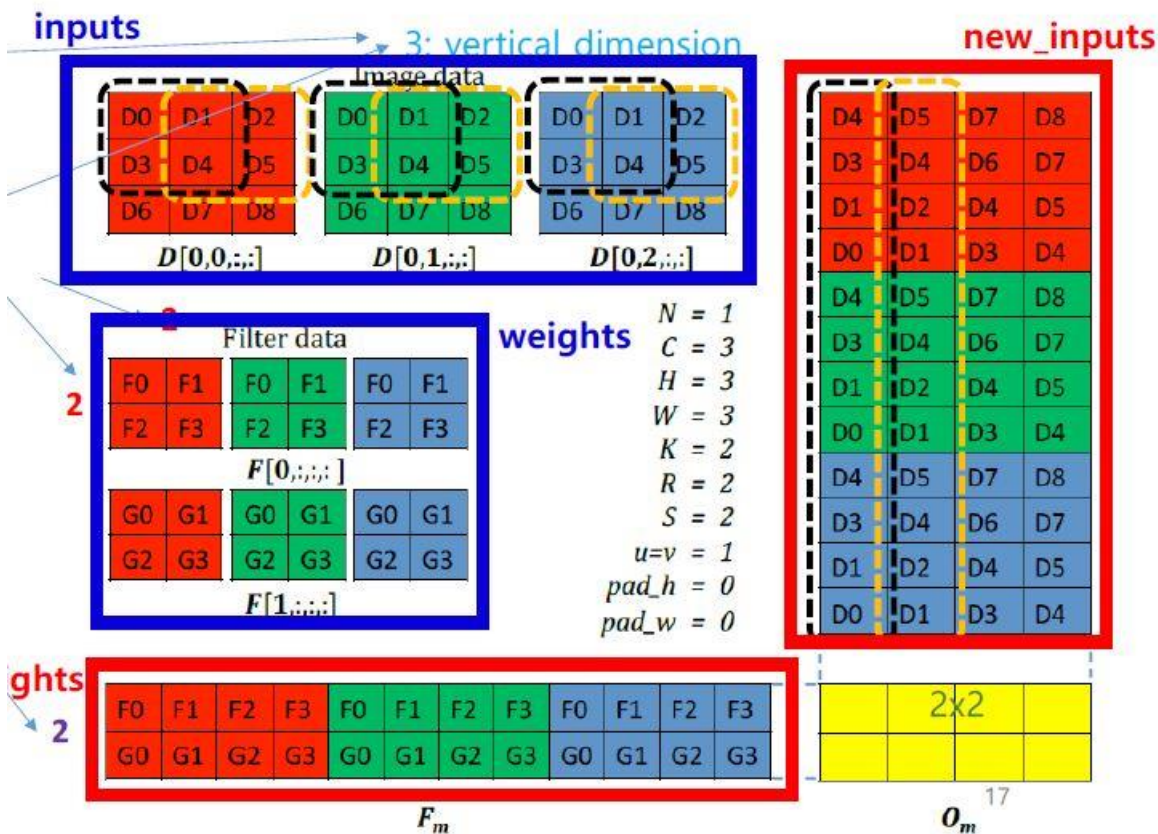 inputs
3: vertical dimension
new_inputs
Image data
D0 D1 D2 D0 D1 D2 D0 D1 D2
D3 D4 D5 D3 D4 D5 D3 D4 D5
D6 D7 D8 D6 D7 D8 D6 D7 D8
D[0,0,:,:] D[0,1,:,:] D[0,2,:,:]
D4 D5 D7 D8
D3 D4 D6 D7
D1 D2 D4 D5
D0 D1 D3 D4
D4 D5 D7 D8
D3 D4 D6 D7
D1 D2 D4 D5
D0 D1 D3 D4
D4 D5 D7 D8
D3 D4 D6 D7
D1 D2 D4 D5
D0 D1 D3 D4
Filter data
weights
2
F0 F1 F0 F1 F0 F1
F2 F3 F2 F3 F2 F3
F[0,:,:,:]
G0 G1 G0 G1 G0 G1
G2 G3 G2 G3 G2 G3
F[1,:,:,:]
N = 1
C = 3
H = 3
W = 3
K = 2
R = 2
S = 2
u=v = 1
pad_h = 0
pad_w = 0
ghts
2
F0 F1 F2 F3 F0 F1 F2 F3 F0 F1 F2 F3
G0 G1 G2 G3 G0 G1 G2 G3 G0 G1 G2 G3
Fm
2x2
17
Om